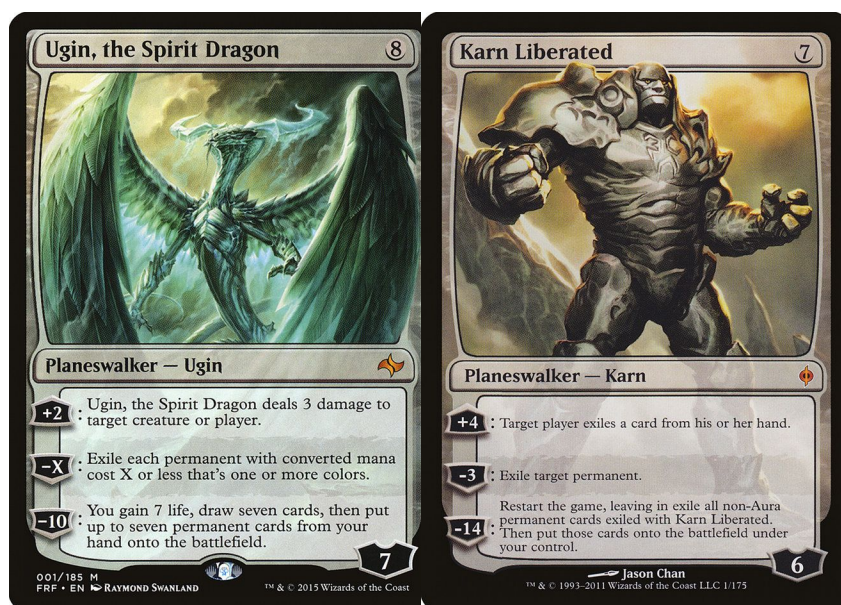 Ugin, the Spirit Dragon 8
Planeswalker — Ugin
+2 : Ugin, the Spirit Dragon deals 3 damage to
target creature or player.
-X : Exile each permanent with converted mana
cost X or less that's one or more colors.
-10 : You gain 7 life, draw seven cards, then put
up to seven permanent cards from your
hand onto the battlefield.
7
001/185 M
FRF • EN RAYMOND SWANLAND
™ & © 2015 Wizards of the Coast
Karn Liberated 7
Planeswalker — Karn
+4 : Target player exiles a card from his or her hand.
-3 : Exile target permanent.
-14 : Restart the game, leaving in exile all non-Aura
permanent cards exiled with Karn Liberated.
Then put those cards onto the battlefield under
your control.
6
Jason Chan
™ & © 1993–2011 Wizards of the Coast LLC 1/175